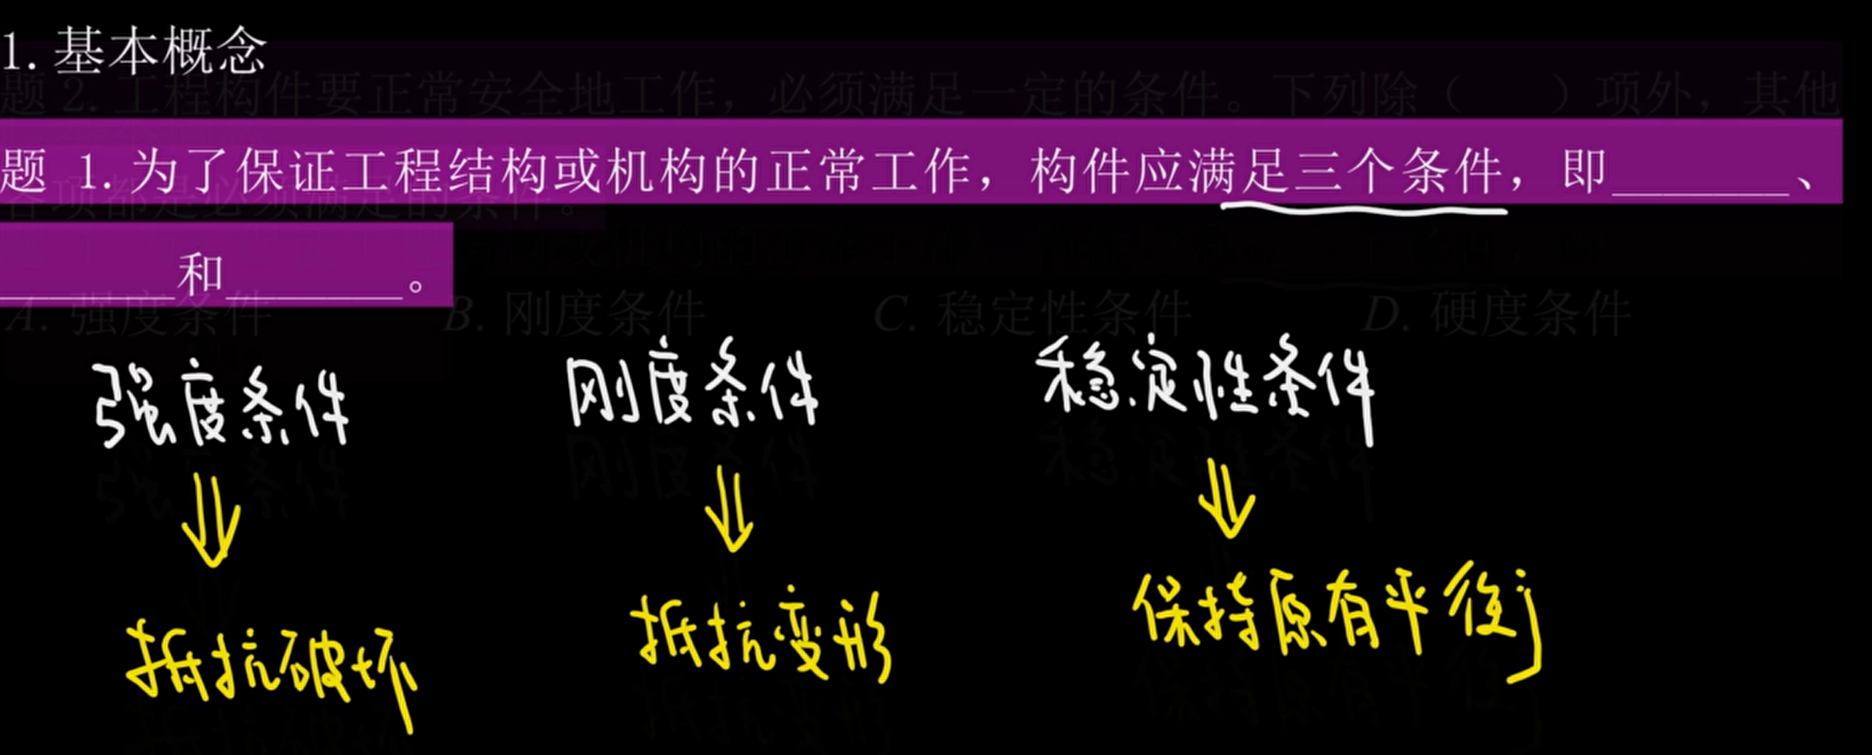 1. 基本概念
题 2. 工程构件要正常安全地工作，必须满足一定的条件。下列除（　　）项外，其他
题 1. 为了保证工程结构或机构的正常工作，构件应满足三个条件，即________、
各项都是必须满足的条件。
________和________。
A. 强度条件 B. 刚度条件 C. 稳定性条件 D. 硬度条件
强度条件 刚度条件 稳定性条件
抵抗破坏 抵抗变形 保持原有平衡